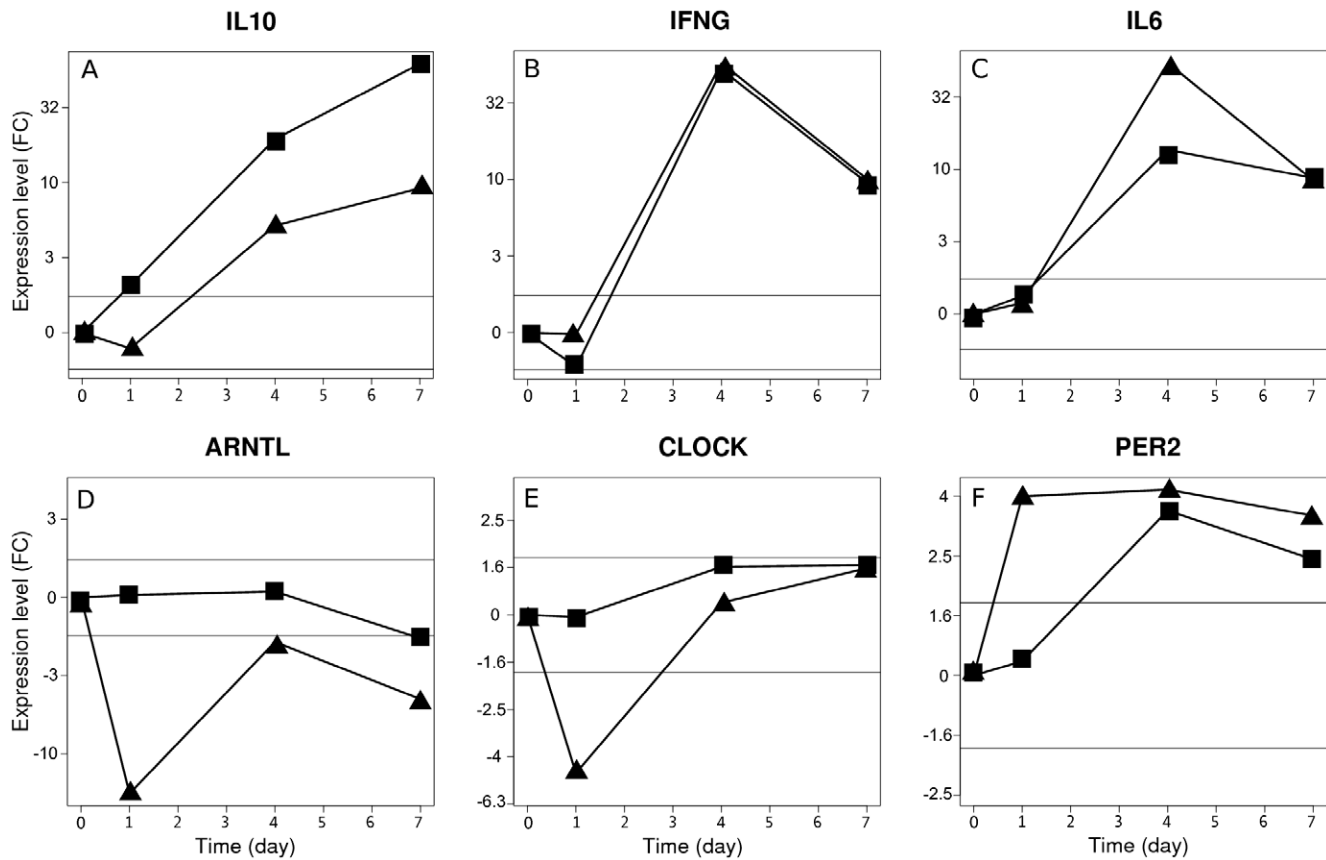 IL10
IFNG
IL6
A
B
C
Expression level (FC)
32
10
3
0
0 1 2 3 4 5 6 7
32
10
3
0
0 1 2 3 4 5 6 7
32
10
3
0
0 1 2 3 4 5 6 7
ARNTL
CLOCK
PER2
D
E
F
Expression level (FC)
3
0
-3
-10
0 1 2 3 4 5 6 7
Time (day)
2.5
1.6
0
-1.6
-2.5
-4
-6.3
0 1 2 3 4 5 6 7
Time (day)
4
2.5
1.6
0
-1.6
-2.5
0 1 2 3 4 5 6 7
Time (day)